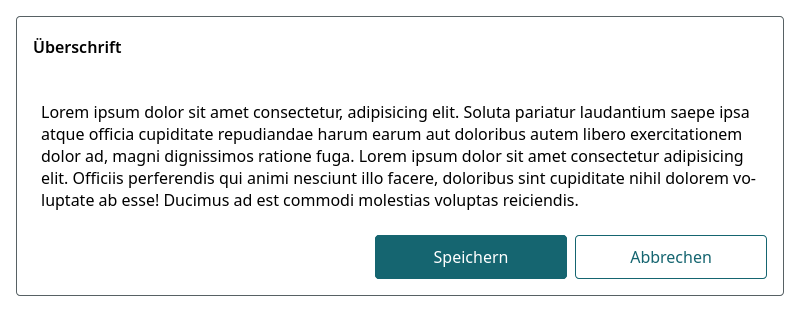 Überschrift
Lorem ipsum dolor sit amet consectetur, adipisicing elit. Soluta pariatur laudantium saepe ipsa
atque officia cupiditate repudiandae harum earum aut doloribus autem libero exercitationem
dolor ad, magni dignissimos ratione fuga. Lorem ipsum dolor sit amet consectetur adipisicing
elit. Officiis perferendis qui animi nesciunt illo facere, doloribus sint cupiditate nihil dolorem vo-
luptate ab esse! Ducimus ad est commodi molestias voluptas reiciendis.
Speichern
Abbrechen